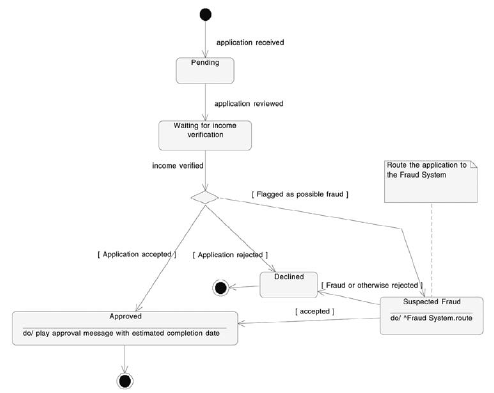 application received
Pending
application reviewed
Waiting for income
verification
income verified
Route the application to
the Fraud System
[ Flagged as possible fraud ]
[ Application accepted ]
[ Application rejected ]
Declined
[ Fraud or otherwise rejected ]
Suspected Fraud
do/ ^Fraud System.route
[ accepted ]
Approved
do/ play approval message with estimated completion date